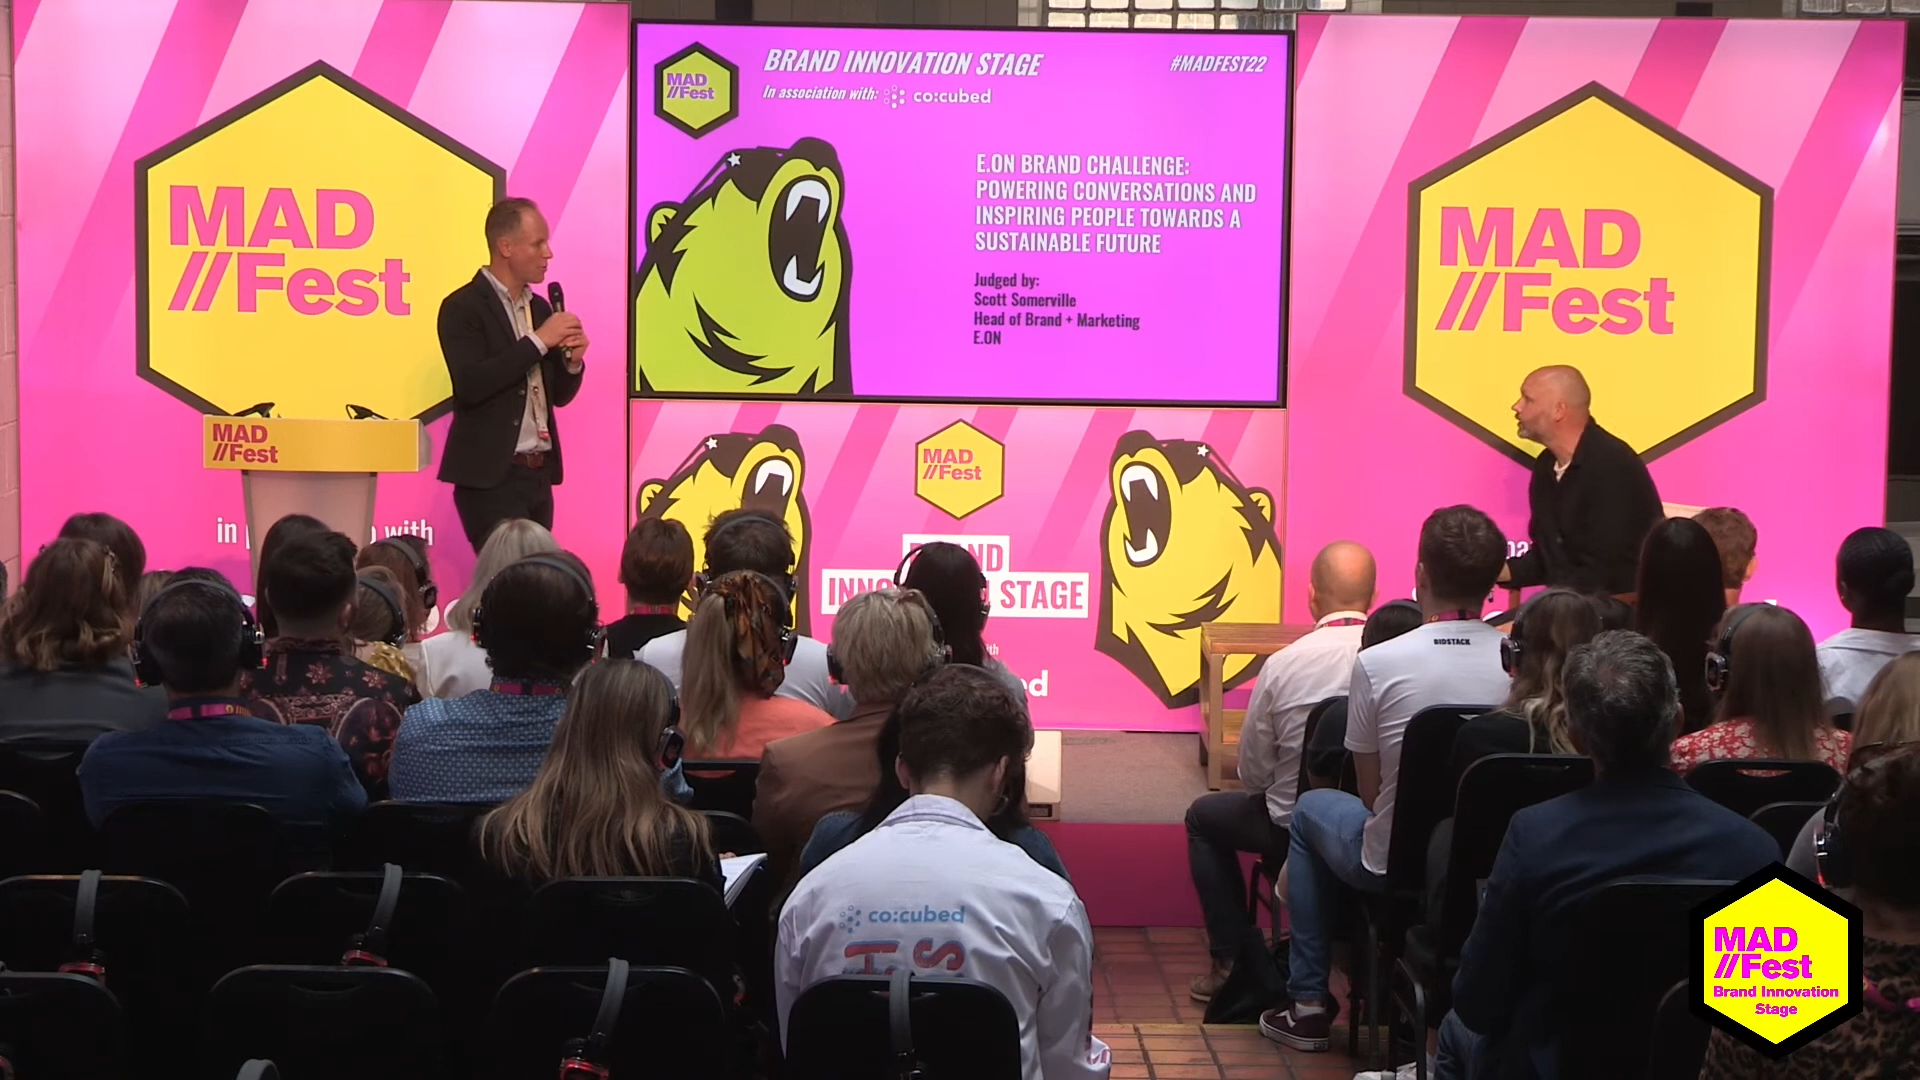 MAD
//Fest
BRAND INNOVATION STAGE
#MADFEST22
In association with: co:cubed
MAD
//Fest
E.ON BRAND CHALLENGE:
POWERING CONVERSATIONS AND
INSPIRING PEOPLE TOWARDS A
SUSTAINABLE FUTURE
Judged by:
Scott Somerville
Head of Brand + Marketing
E.ON
MAD
//Fest
MAD
//Fest
in with
MAD
//Fest
STAGE
BIDSTACK
co:cubed
MAD
//Fest
Brand Innovation
Stage